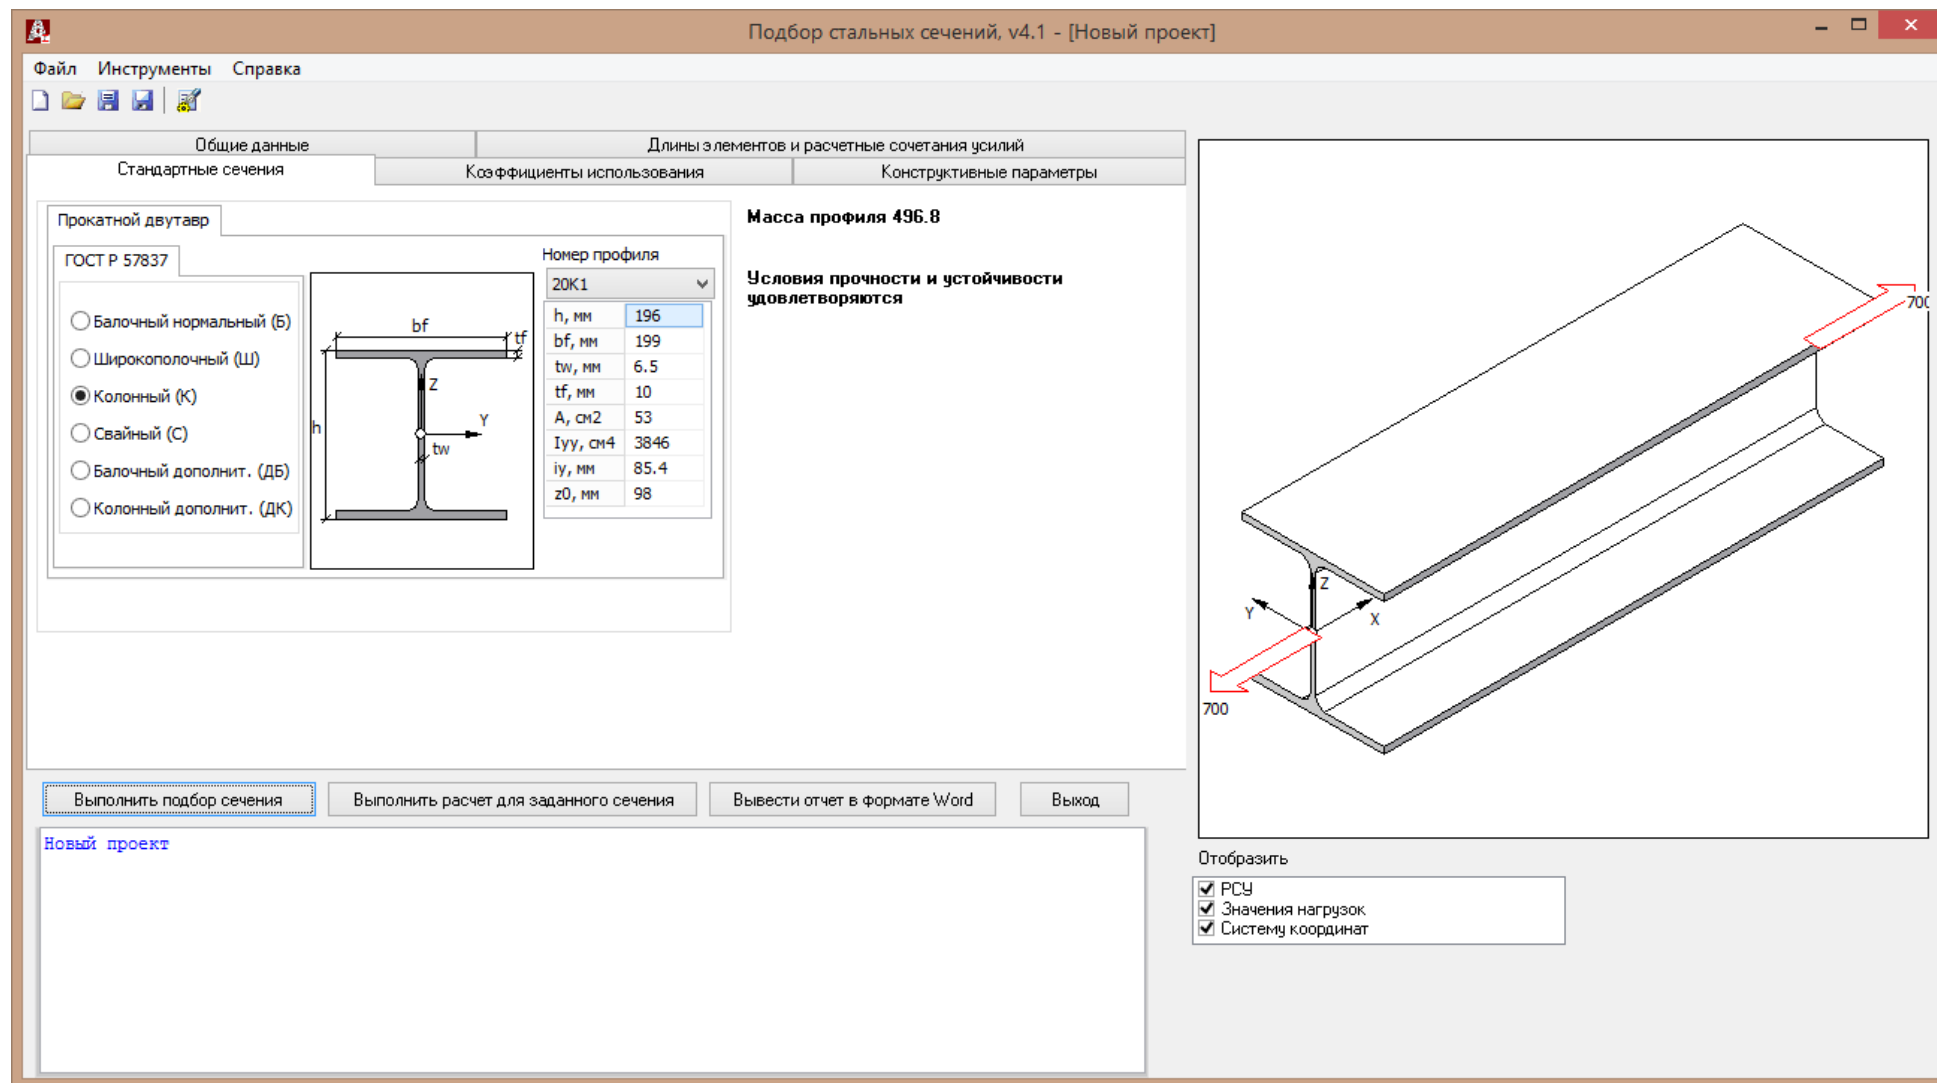 Подбор стальных сечений, v4.1 - [Новый проект]
Файл Инструменты Справка
Общие данные
Длины элементов и расчетные сочетания усилий
Стандартные сечения
Коэффициенты использования
Конструктивные параметры
Прокатной двутавр
ГОСТ Р 57837
Балочный нормальный (Б)
Широкополочный (Ш)
Колонный (К)
Свайный (С)
Балочный дополнит. (ДБ)
Колонный дополнит. (ДК)
bf
tf
Z
Y
h
tw
Номер профиля
20К1
h, мм 196
bf, мм 199
tw, мм 6.5
tf, мм 10
A, см2 53
Iyy, см4 3846
iy, мм 85.4
z0, мм 98
Масса профиля 496.8
Условия прочности и устойчивости
удовлетворяются
700
Z
Y
X
700
Выполнить подбор сечения
Выполнить расчет для заданного сечения
Вывести отчет в формате Word
Выход
Новый проект
Отобразить
РСУ
Значения нагрузок
Систему координат